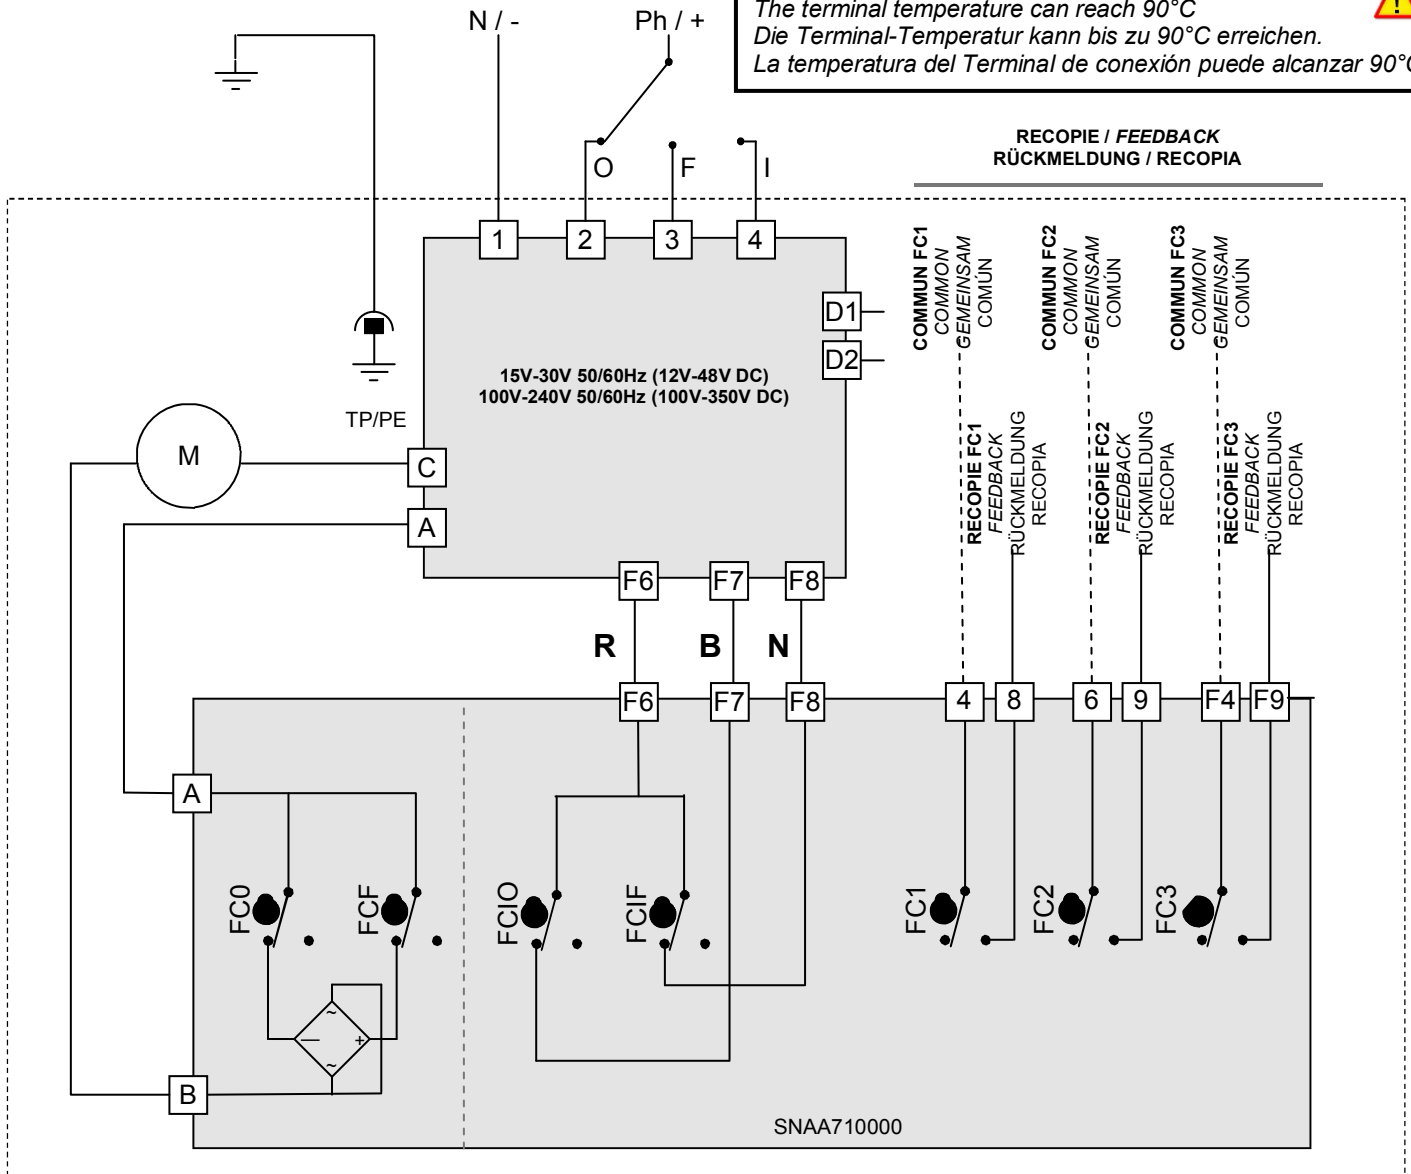 The terminal temperature can reach 90°C
Die Terminal-Temperatur kann bis zu 90°C erreichen.
La temperatura del Terminal de conexión puede alcanzar 90°C
!
N / -
Ph / +
O
F
I
RECOPIE / FEEDBACK
RÜCKMELDUNG / RECOPIA
1
2
3
4
D1
D2
15V-30V 50/60Hz (12V-48V DC)
100V-240V 50/60Hz (100V-350V DC)
TP/PE
M
C
A
F6
F7
F8
R
B
N
COMMUN FC1
COMMON
GEMEINSAM
COMÚN
COMMUN FC2
COMMON
GEMEINSAM
COMÚN
COMMUN FC3
COMMON
GEMEINSAM
COMÚN
RECOPIE FC1
FEEDBACK
RÜCKMELDUNG
RECOPIA
RECOPIE FC2
FEEDBACK
RÜCKMELDUNG
RECOPIA
RECOPIE FC3
FEEDBACK
RÜCKMELDUNG
RECOPIA
F6
F7
F8
4
8
6
9
F4
F9
A
FC0
FCF
FCIO
FCIF
FC1
FC2
FC3
~
—
+
~
B
SNAA710000